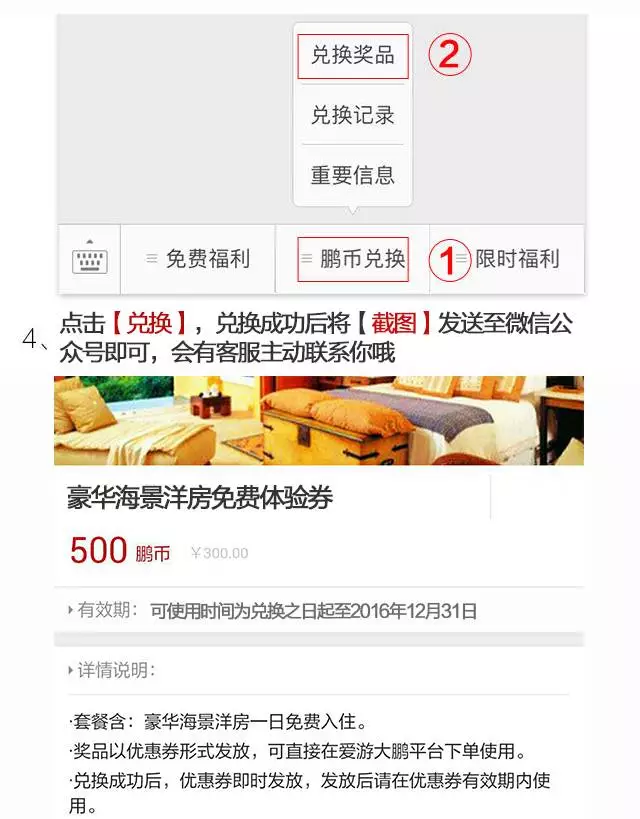 兑换奖品
②
兑换记录
重要信息
≡ 免费福利
≡ 鹏币兑换
①
≡ 限时福利
4、
点击【兑换】，兑换成功后将【截图】发送至微信公
众号即可，会有客服主动联系你哦
豪华海景洋房免费体验券
500 鹏币 ￥300.00
有效期： 可使用时间为兑换之日起至2016年12月31日
详情说明：
·套餐含：豪华海景洋房一日免费入住。
·奖品以优惠券形式发放，可直接在爱游大鹏平台下单使用。
·兑换成功后，优惠券即时发放，发放后请在优惠券有效期内使
用。